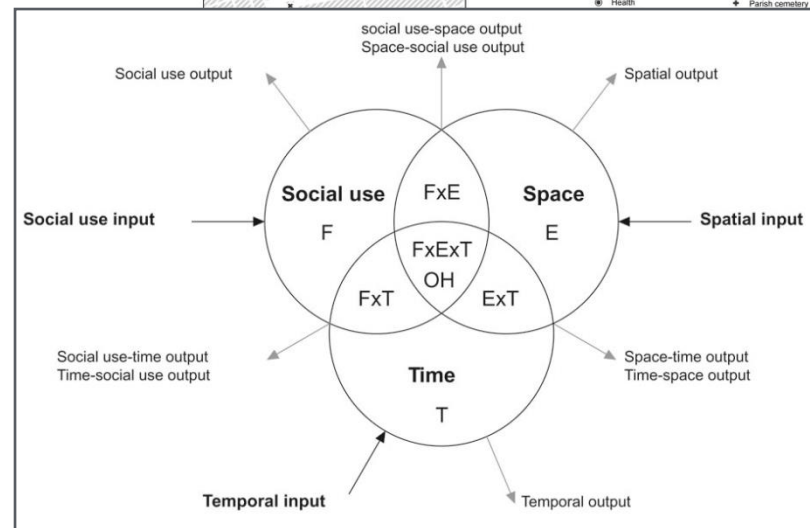 Health
Parish cemetery
social use-space output
Space-social use output
Social use output
Spatial output
Social use
FxE
Space
Social use input
F
E
Spatial input
FxExT
OH
FxT
ExT
Social use-time output
Time-social use output
Space-time output
Time-space output
Time
T
Temporal input
Temporal output